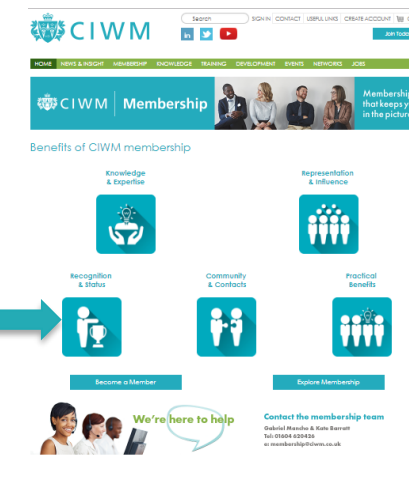 CIWM
Search
SIGN IN CONTACT USEFUL LINKS CREATE ACCOUNT
in
Join Today
HOME NEWS & INSIGHT MEMBERSHIP KNOWLEDGE TRAINING DEVELOPMENT EVENTS NETWORKS JOBS
CIWM Membership
Membership
that keeps y
in the picture
Benefits of CIWM membership
Knowledge
& Expertise
Representation
& Influence
Recognition
& Status
Community
& Contacts
Practical
Benefits
Become a Member
Explore Membership
We're here to help
Contact the membership team
Gabriel Manche & Kate Barratt
Tel: 01604 620426
e: membership@ciwm.co.uk